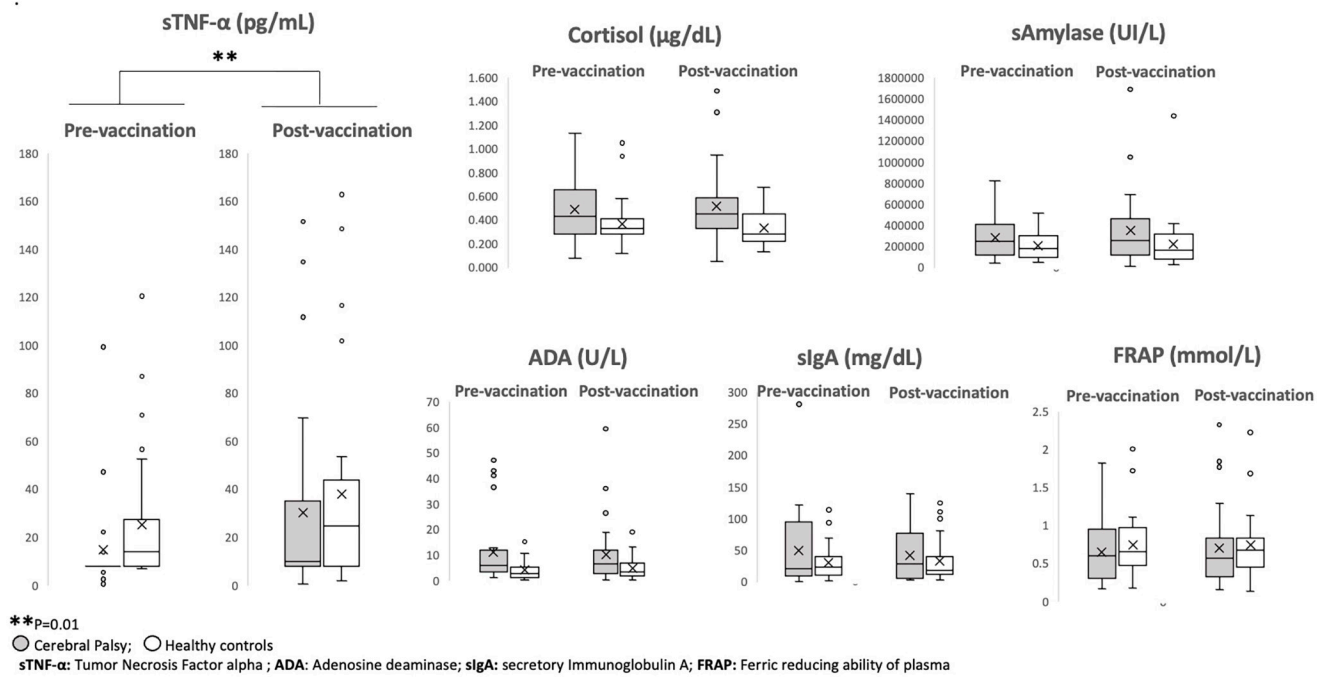 sTNF-α (pg/mL)
**
Pre-vaccination
Post-vaccination
180
160
140
120
100
80
60
40
20
0
180
160
140
120
100
80
60
40
20
0
Cortisol (µg/dL)
Pre-vaccination
Post-vaccination
1.600
1.400
1.200
1.000
0.800
0.600
0.400
0.200
0.000
sAmylase (UI/L)
Pre-vaccination
Post-vaccination
1800000
1600000
1400000
1200000
1000000
800000
600000
400000
200000
0
ADA (U/L)
Pre-vaccination
Post-vaccination
70
60
50
40
30
20
10
0
sIgA (mg/dL)
Pre-vaccination
Post-vaccination
300
250
200
150
100
50
0
FRAP (mmol/L)
Pre-vaccination
Post-vaccination
2.5
2
1.5
1
0.5
0
**P=0.01
Cerebral Palsy; Healthy controls
sTNF-α: Tumor Necrosis Factor alpha ; ADA: Adenosine deaminase; sIgA: secretory Immunoglobulin A; FRAP: Ferric reducing ability of plasma